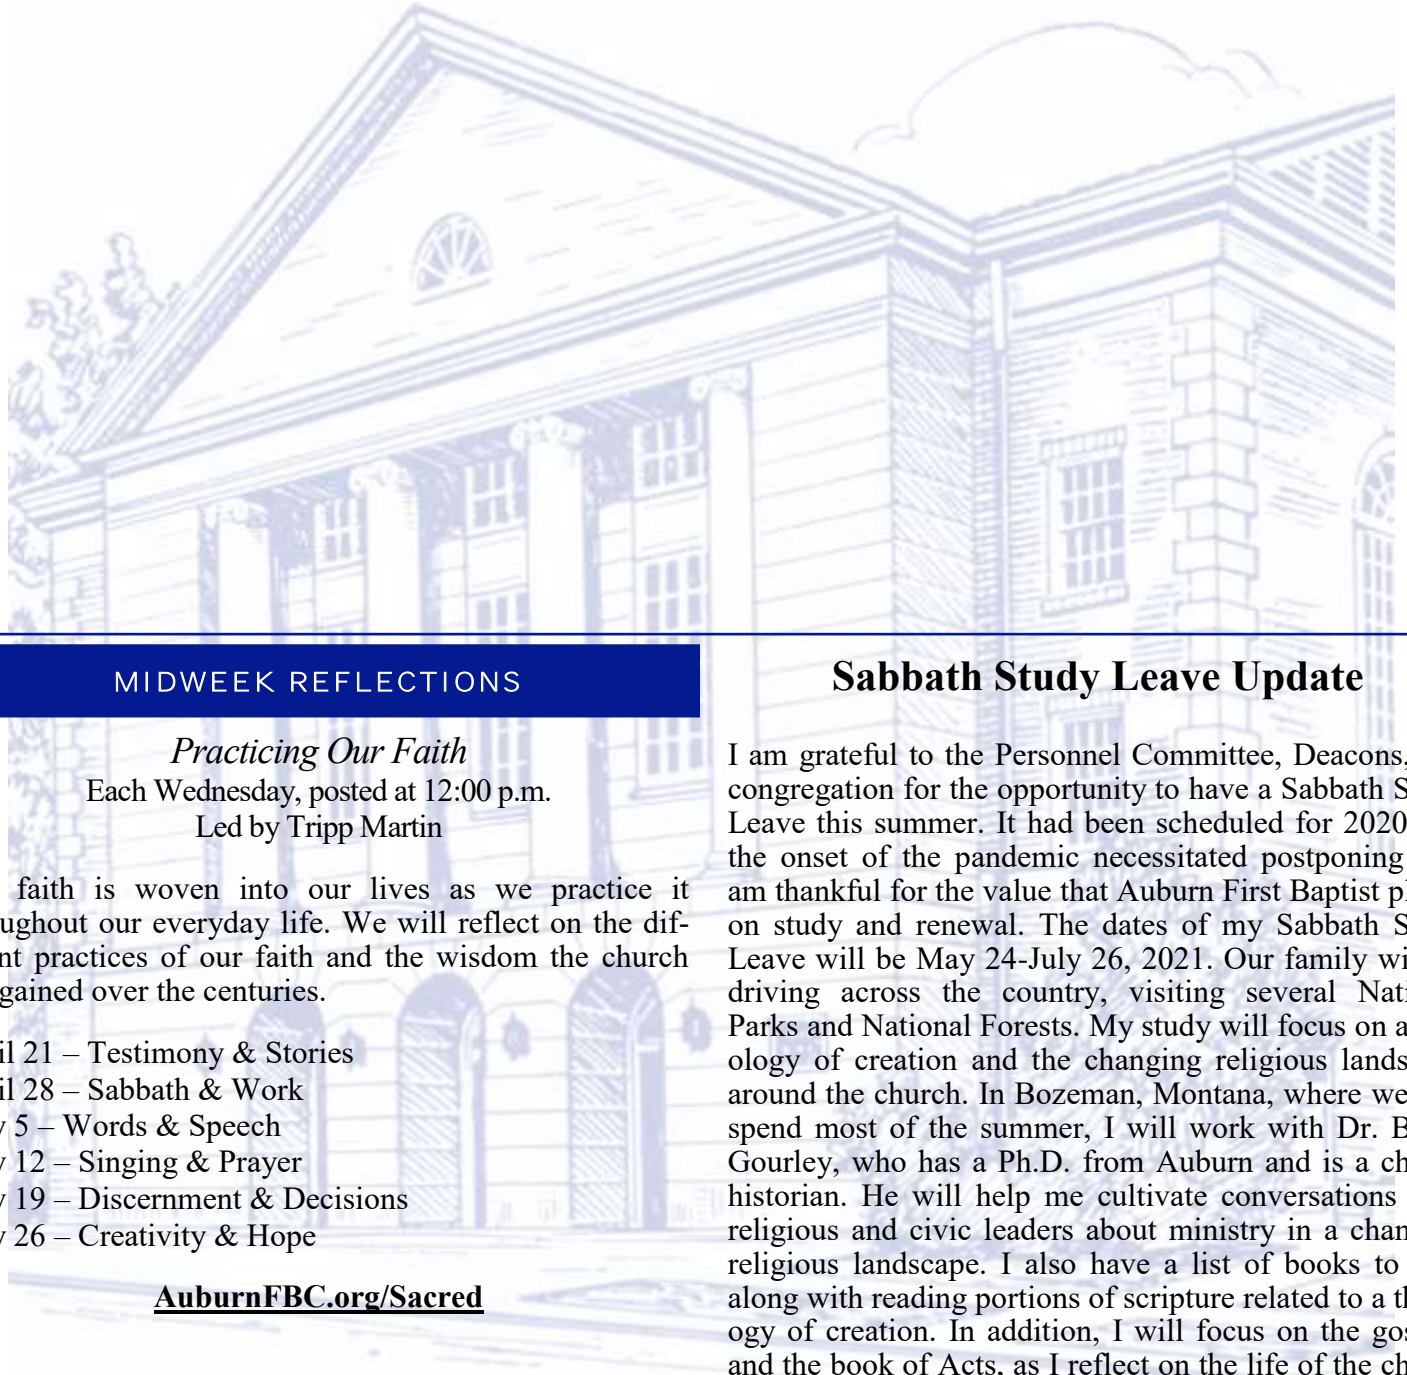 MIDWEEK REFLECTIONS
Practicing Our Faith
Each Wednesday, posted at 12:00 p.m.
Led by Tripp Martin
faith is woven into our lives as we practice it
ughout our everyday life. We will reflect on the dif-
nt practices of our faith and the wisdom the church
gained over the centuries.
il 21 – Testimony & Stories
il 28 – Sabbath & Work
y 5 – Words & Speech
y 12 – Singing & Prayer
y 19 – Discernment & Decisions
y 26 – Creativity & Hope
AuburnFBC.org/Sacred
Sabbath Study Leave Update
I am grateful to the Personnel Committee, Deacons,
congregation for the opportunity to have a Sabbath S
Leave this summer. It had been scheduled for 2020
the onset of the pandemic necessitated postponing
am thankful for the value that Auburn First Baptist pl
on study and renewal. The dates of my Sabbath S
Leave will be May 24-July 26, 2021. Our family wi
driving across the country, visiting several Nati
Parks and National Forests. My study will focus on a
ology of creation and the changing religious lands
around the church. In Bozeman, Montana, where we
spend most of the summer, I will work with Dr. B
Gourley, who has a Ph.D. from Auburn and is a ch
historian. He will help me cultivate conversations
religious and civic leaders about ministry in a chan
religious landscape. I also have a list of books to
along with reading portions of scripture related to a th
ogy of creation. In addition, I will focus on the gos
and the book of Acts, as I reflect on the life of the ch